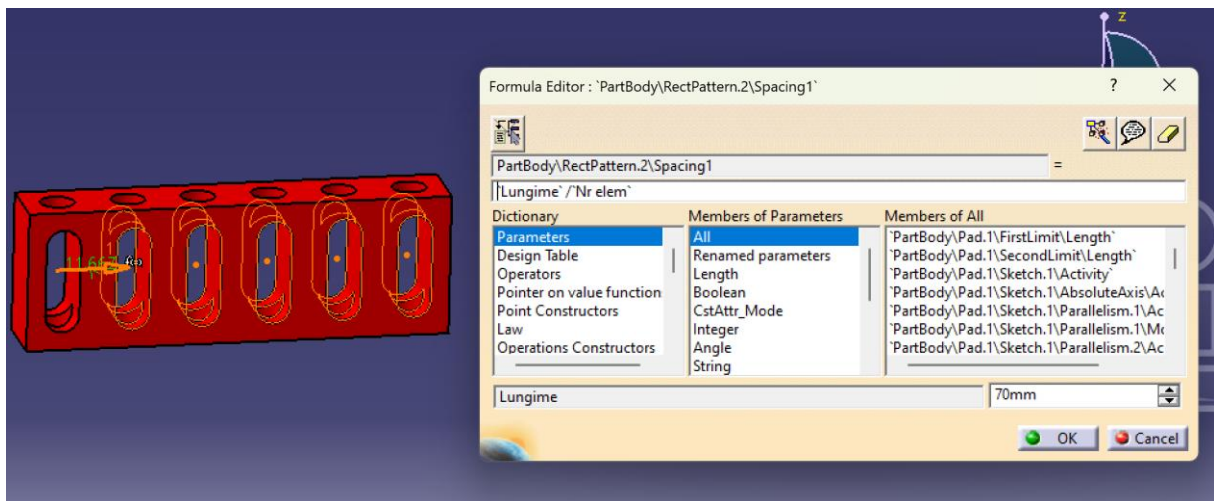 z
Formula Editor : `PartBody\RectPattern.2\Spacing1`
? ×
PartBody\RectPattern.2\Spacing1 =
`Lungime` /`Nr elem`
Dictionary Members of Parameters Members of All
Parameters All `PartBody\Pad.1\FirstLimit\Length`
Design Table Renamed parameters `PartBody\Pad.1\SecondLimit\Length`
Operators Length `PartBody\Pad.1\Sketch.1\Activity`
Pointer on value function Boolean `PartBody\Pad.1\Sketch.1\AbsoluteAxis\Ac
Point Constructors CstAttr_Mode `PartBody\Pad.1\Sketch.1\Parallelism.1\Ac
Law Integer `PartBody\Pad.1\Sketch.1\Parallelism.1\Mo
Operations Constructors Angle `PartBody\Pad.1\Sketch.1\Parallelism.2\Ac
String
11.667
f(x)
Lungime 70mm
OK Cancel